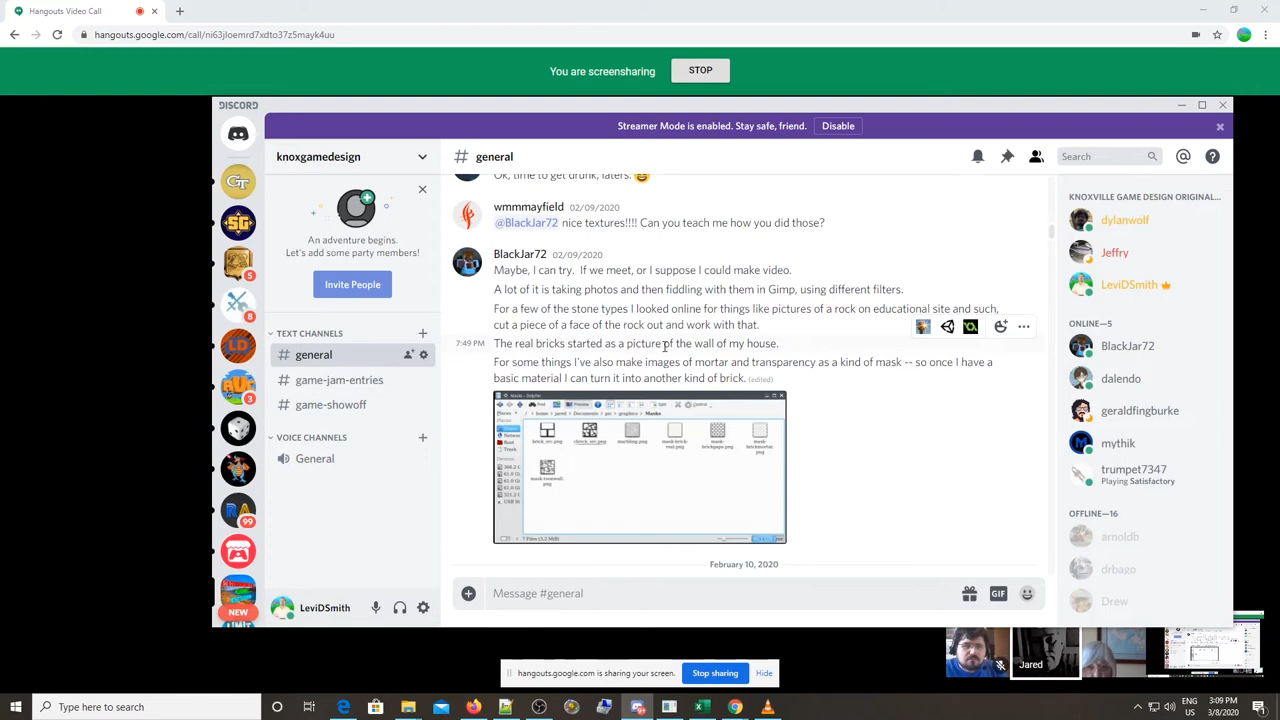 Hangouts Video Call
hangouts.google.com/call/ni63jloemrd7xdto37z5mayk4uu
You are screensharing
STOP
DISCORD
Streamer Mode is enabled. Stay safe, friend.
Disable
knoxgamedesign
# general
Search
An adventure begins.
Let's add some party members!
Invite People
TEXT CHANNELS
# general
# game-jam-entries
# game-showoff
VOICE CHANNELS
General
GT
SG
5
8
LD
3
RA
99
NEW
LeviDSmith
Ok, time to get drunk, laters.
wmmmayfield 02/09/2020
@BlackJar72 nice textures!!!! Can you teach me how you did those?
BlackJar72 02/09/2020
Maybe, I can try. If we meet, or I suppose I could make video.
A lot of it is taking photos and then fiddling with them in Gimp, using different filters.
For a few of the stone types I looked online for things like pictures of a rock on educational site and such,
cut a piece of a face of the rock out and work with that.
7:49 PM The real bricks started as a picture of the wall of my house.
For some things I've also make images of mortar and transparency as a kind of mask -- so once I have a
basic material I can turn it into another kind of brick. (edited)
February 10, 2020
Message #general
GIF
KNOXVILLE GAME DESIGN ORIGINAL...
dylanwolf
Jeffry
LeviDSmith
ONLINE—5
BlackJar72
dalendo
geraldfingburke
mythik
trumpet7347
Playing Satisfactory
OFFLINE—16
arnoldb
drbago
Drew
Jared
hangouts.google.com is sharing your screen.
Stop sharing
Hide
Type here to search
ENG
US
3:09 PM
3/8/2020